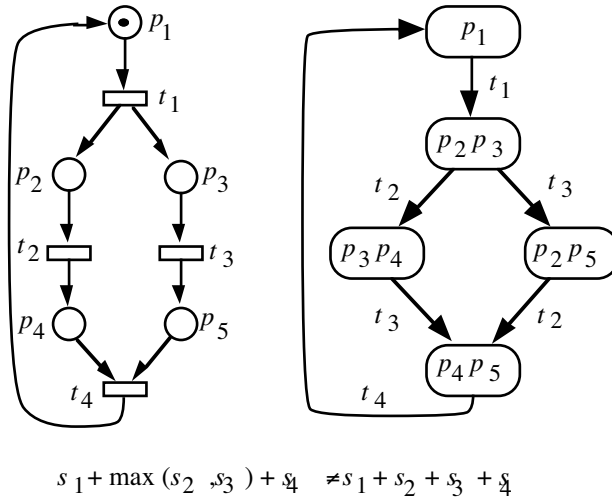 p1 p1
t1 t1
p2 p3
p2 p3
t2 t3
t2 t3
p3 p4 p2 p5
p4 p5
t3 t2
p4 p5
t4 t4
s1 + max (s2 ,s3 ) + s4 ≠ s1 + s2 + s3 + s4